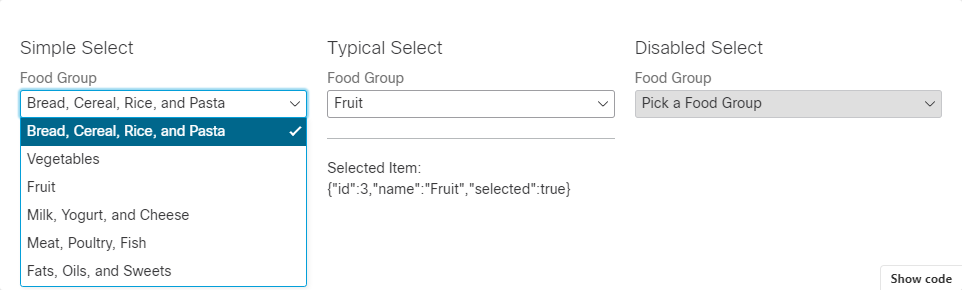 Simple Select
Food Group
Bread, Cereal, Rice, and Pasta
Bread, Cereal, Rice, and Pasta
Vegetables
Fruit
Milk, Yogurt, and Cheese
Meat, Poultry, Fish
Fats, Oils, and Sweets
Typical Select
Food Group
Fruit
Selected Item:
{"id":3,"name":"Fruit","selected":true}
Disabled Select
Food Group
Pick a Food Group
Show code